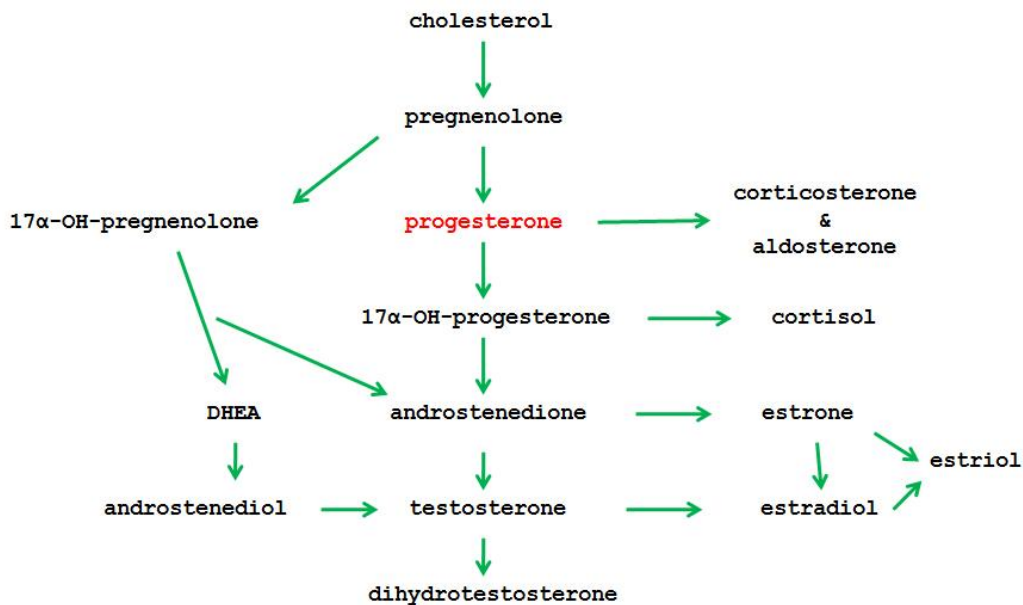 cholesterol
pregnenolone
17α-OH-pregnenolone
progesterone
corticosterone
&
aldosterone
17α-OH-progesterone
cortisol
DHEA
androstenedione
estrone
estriol
androstenediol
testosterone
estradiol
dihydrotestosterone